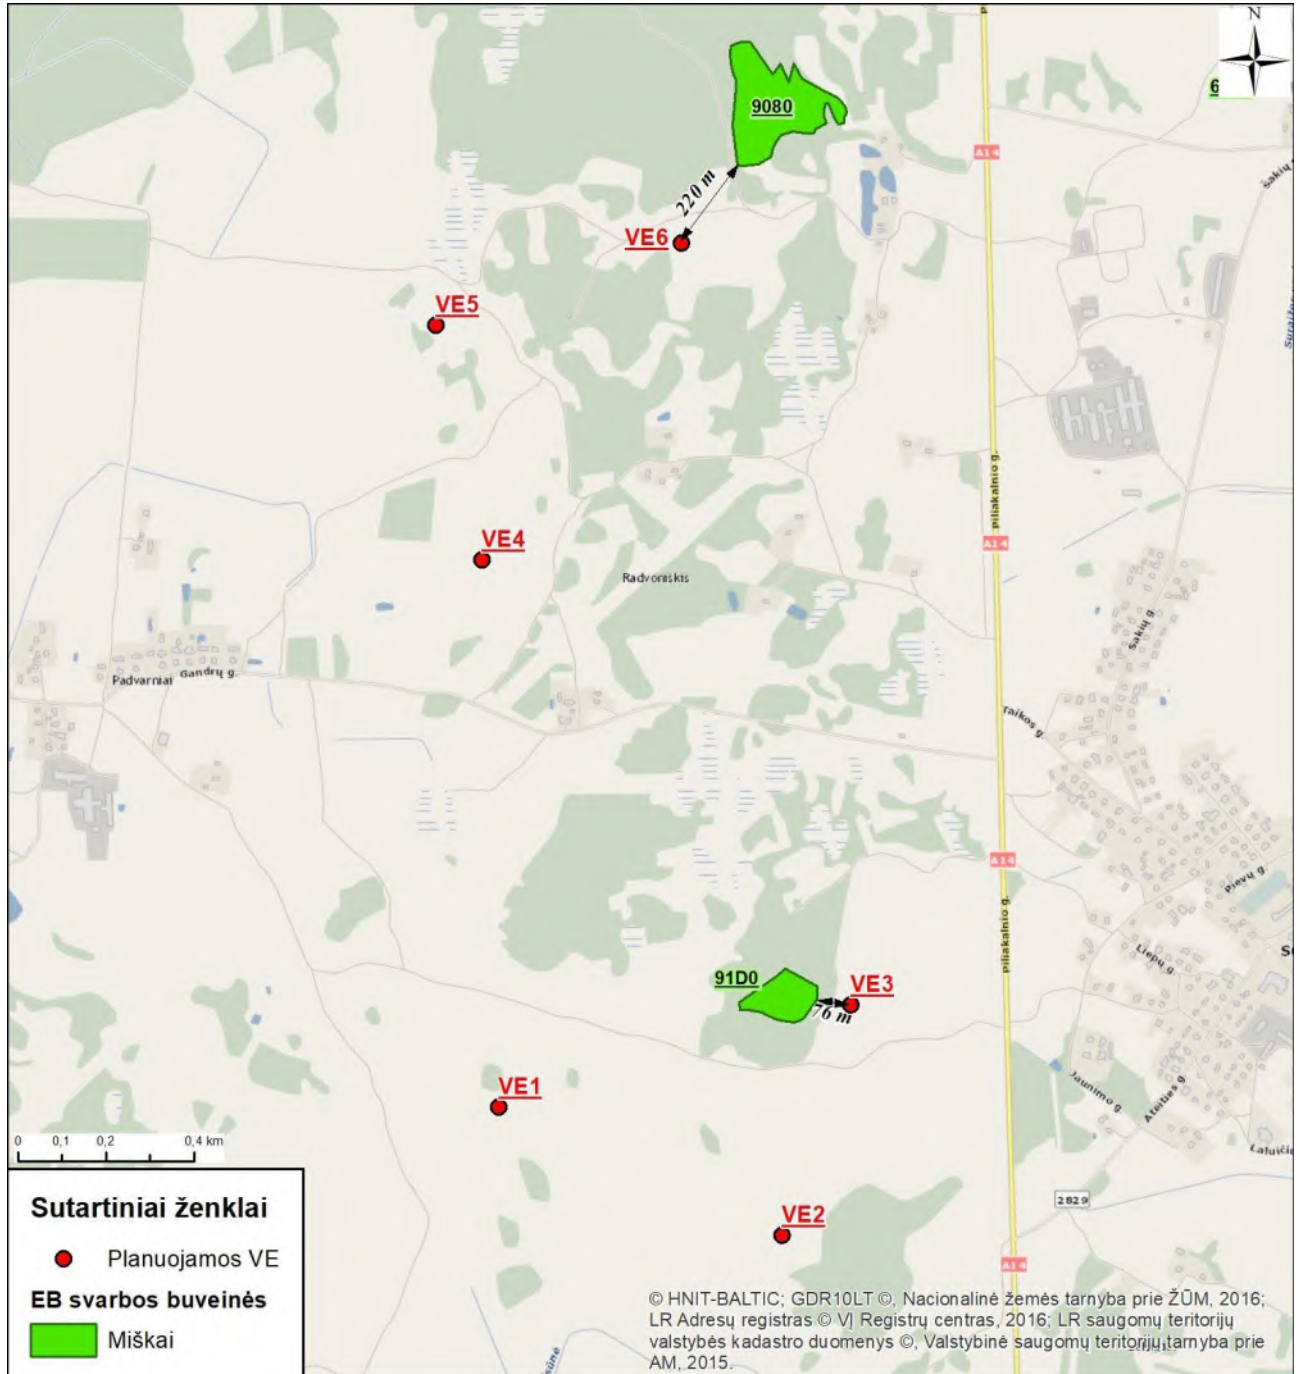 N
9080
6
A14
Šakių
220 m
VE6
VE5
Piliakalnio g.
A14
VE4
Radvoniškis
Šakių g.
Padvarniai
Gandrų g.
Taikos g.
A14
Pievų g.
Piliakalnio g.
Liepų g.
91D0
VE3
76 m
Jaunimo g.
Ateities g.
VE1
0 0,1 0,2 0,4 km
2829
VE2
A14
Sutartiniai ženklai
Planuojamos VE
EB svarbos buveinės
Miškai
© HNIT-BALTIC; GDR10LT ©, Nacionalinė žemės tarnyba prie ŽŪM, 2016;
LR Adresų registras © VĮ Registrų centras, 2016; LR saugomų teritorijų
valstybės kadastro duomenys ©, Valstybinė saugomų teritorijų tarnyba prie
AM, 2015.